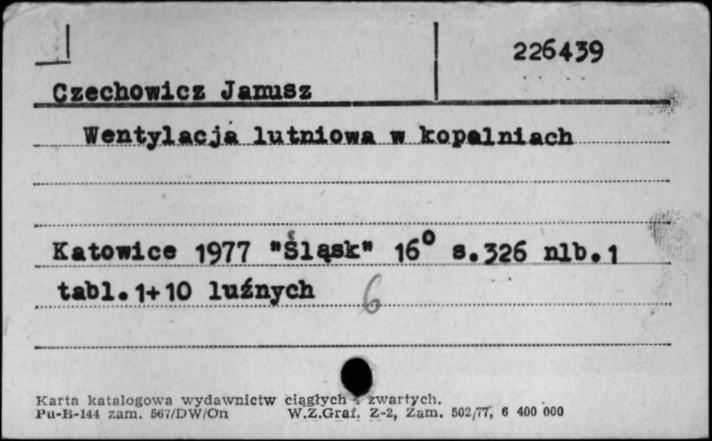 226439
Czechowicz Janusz
Wentylacja lutniowa w kopalniach
Katowice 1977 "Śląsk" 16⁰ s.326 nlb.1
tabl.1+10 luźnych 6
Karta katalogowa wydawnictw ciągłych i zwartych.
Pu-B-144 zam. 567/DW/On W.Z.Graf. Z-2, Zam. 502/77, 6 400 000